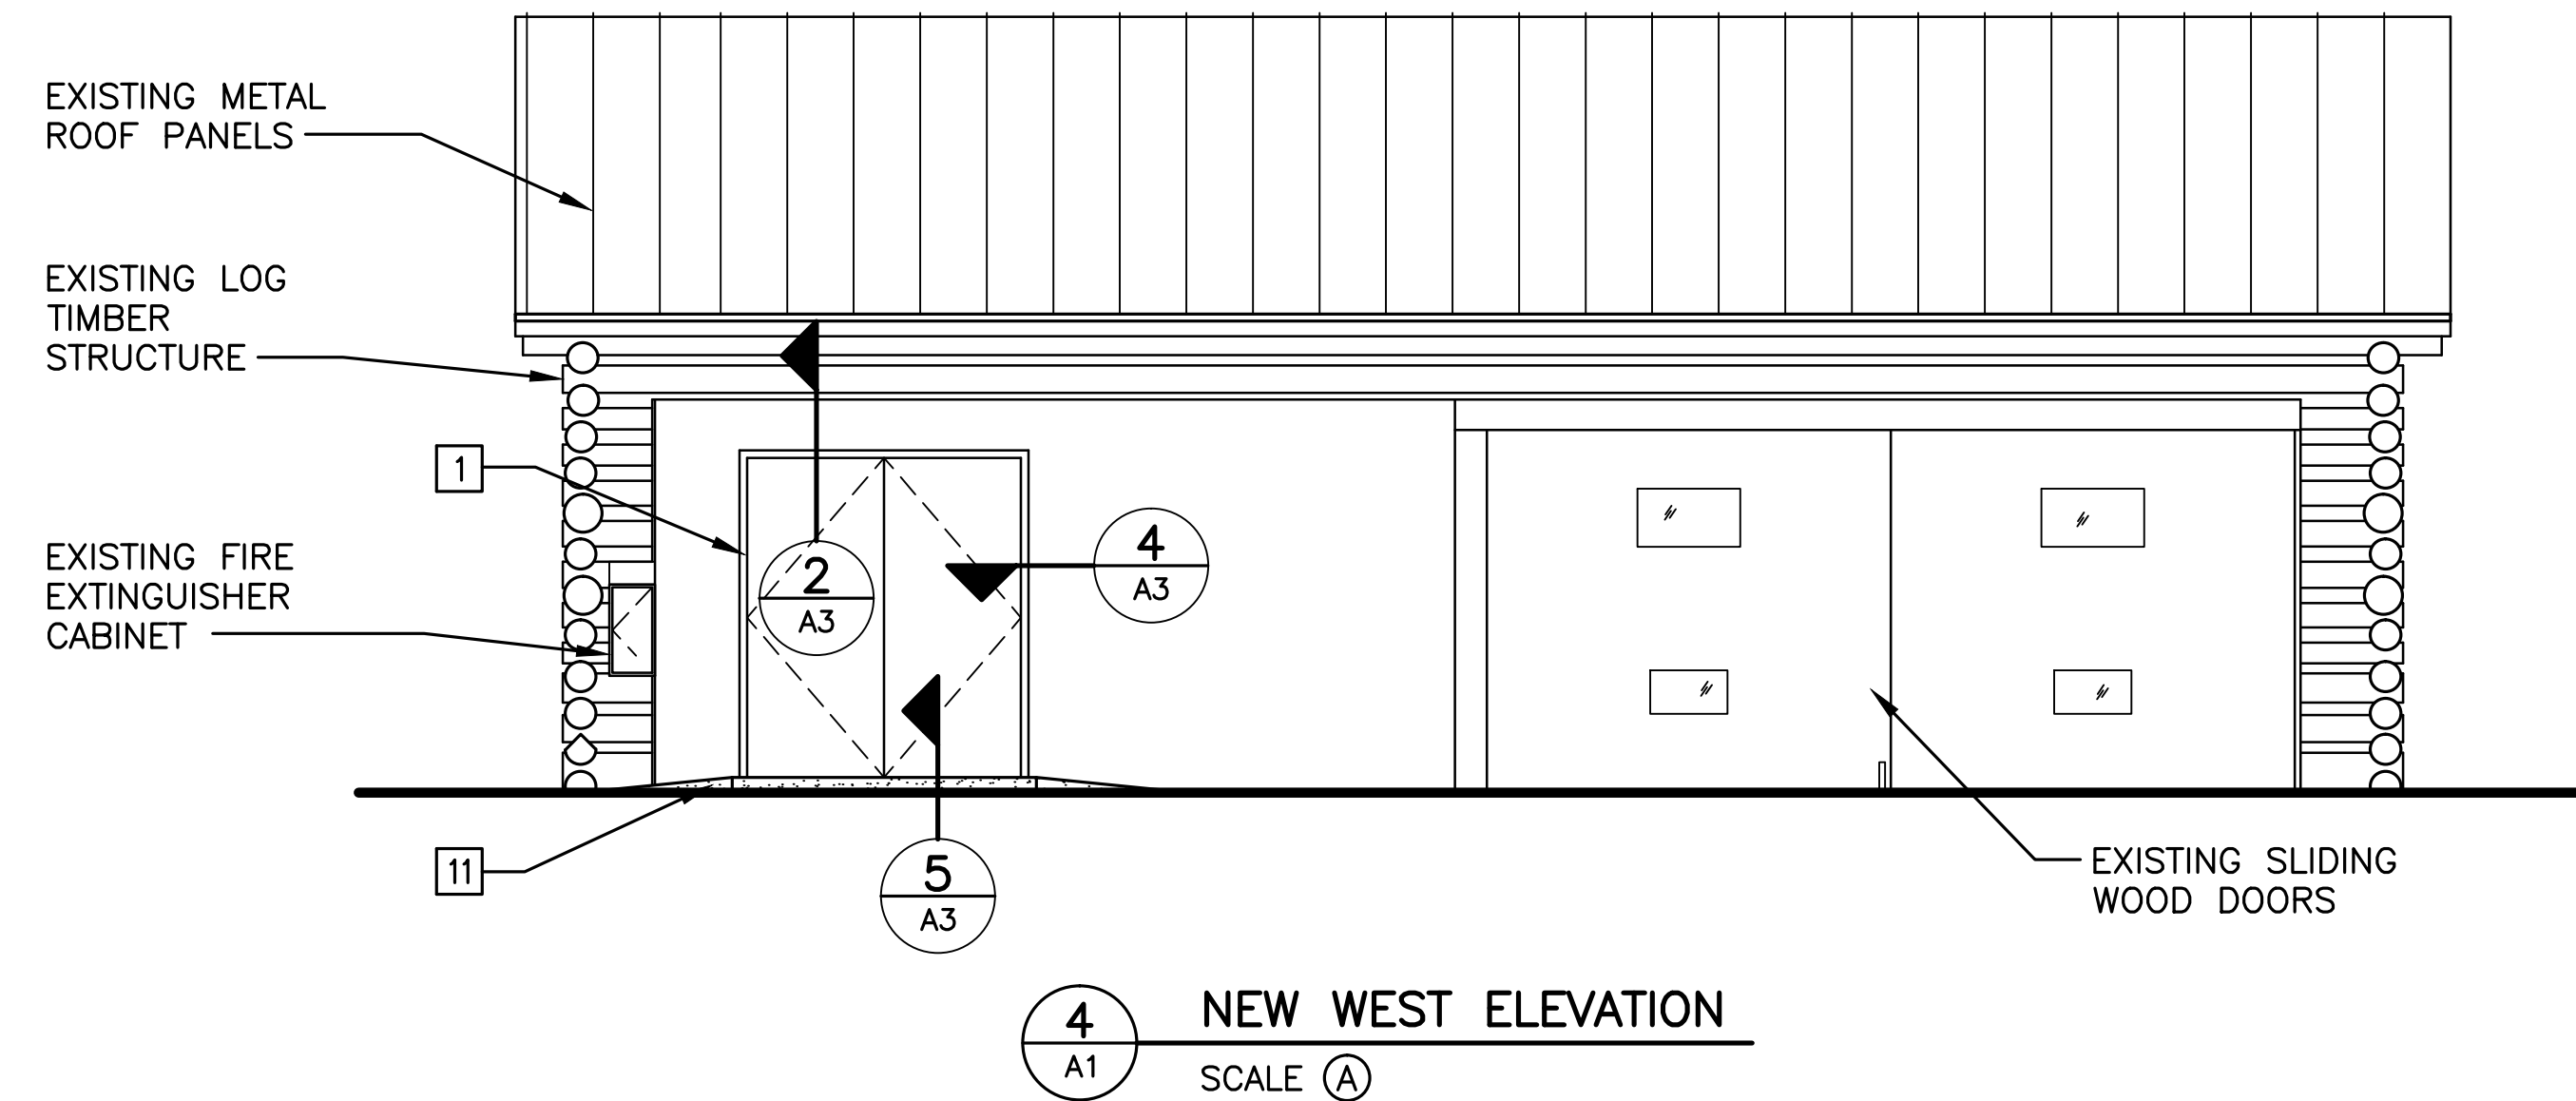 EXISTING METAL
ROOF PANELS
EXISTING LOG
TIMBER
STRUCTURE
1
EXISTING FIRE
EXTINGUISHER
CABINET
2
A3
4
A3
11
5
A3
EXISTING SLIDING
WOOD DOORS
4
A1
NEW WEST ELEVATION
SCALE A